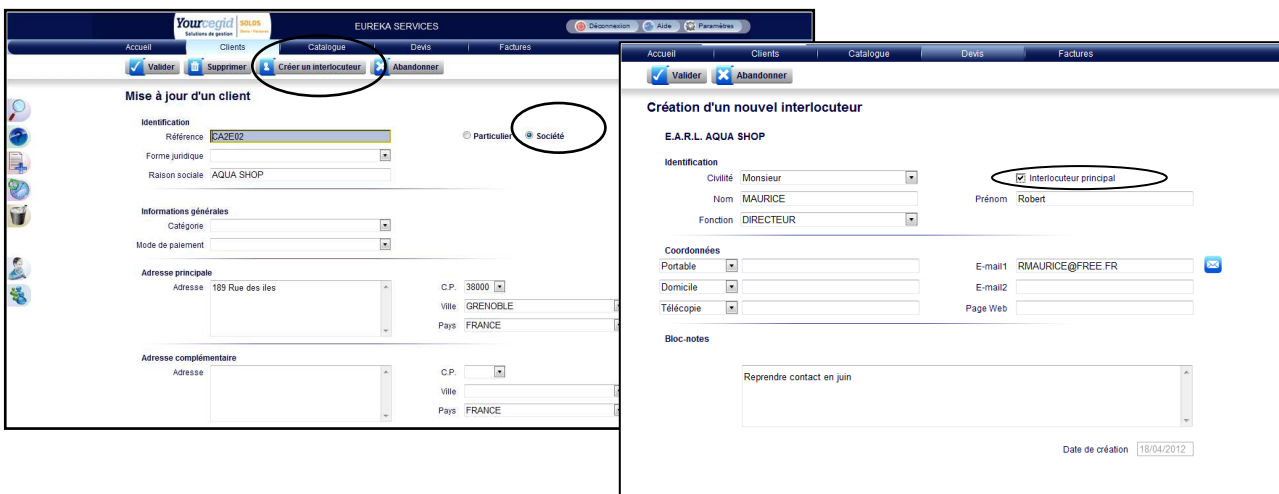 Yourcegid SOLOS
Solutions de gestion Devis - Factures
EUREKA SERVICES
Déconnexion Aide Paramètres
Accueil Clients Catalogue Devis Factures
Valider Supprimer Créer un interlocuteur Abandonner
Mise à jour d'un client
Identification
Référence CA2E02 Particulier Société
Forme juridique
Raison sociale AQUA SHOP
Informations générales
Catégorie
Mode de paiement
Adresse principale
Adresse 189 Rue des iles C.P. 38000
Ville GRENOBLE
Pays FRANCE
Adresse complémentaire
Adresse C.P.
Ville
Pays FRANCE
Accueil Clients Catalogue Devis Factures
Valider Abandonner
Création d'un nouvel interlocuteur
E.A.R.L. AQUA SHOP
Identification
Civilité Monsieur Interlocuteur principal
Nom MAURICE Prénom Robert
Fonction DIRECTEUR
Coordonnées
Portable E-mail1 RMAURICE@FREE.FR
Domicile E-mail2
Télécopie Page Web
Bloc-notes
Reprendre contact en juin
Date de création 18/04/2012